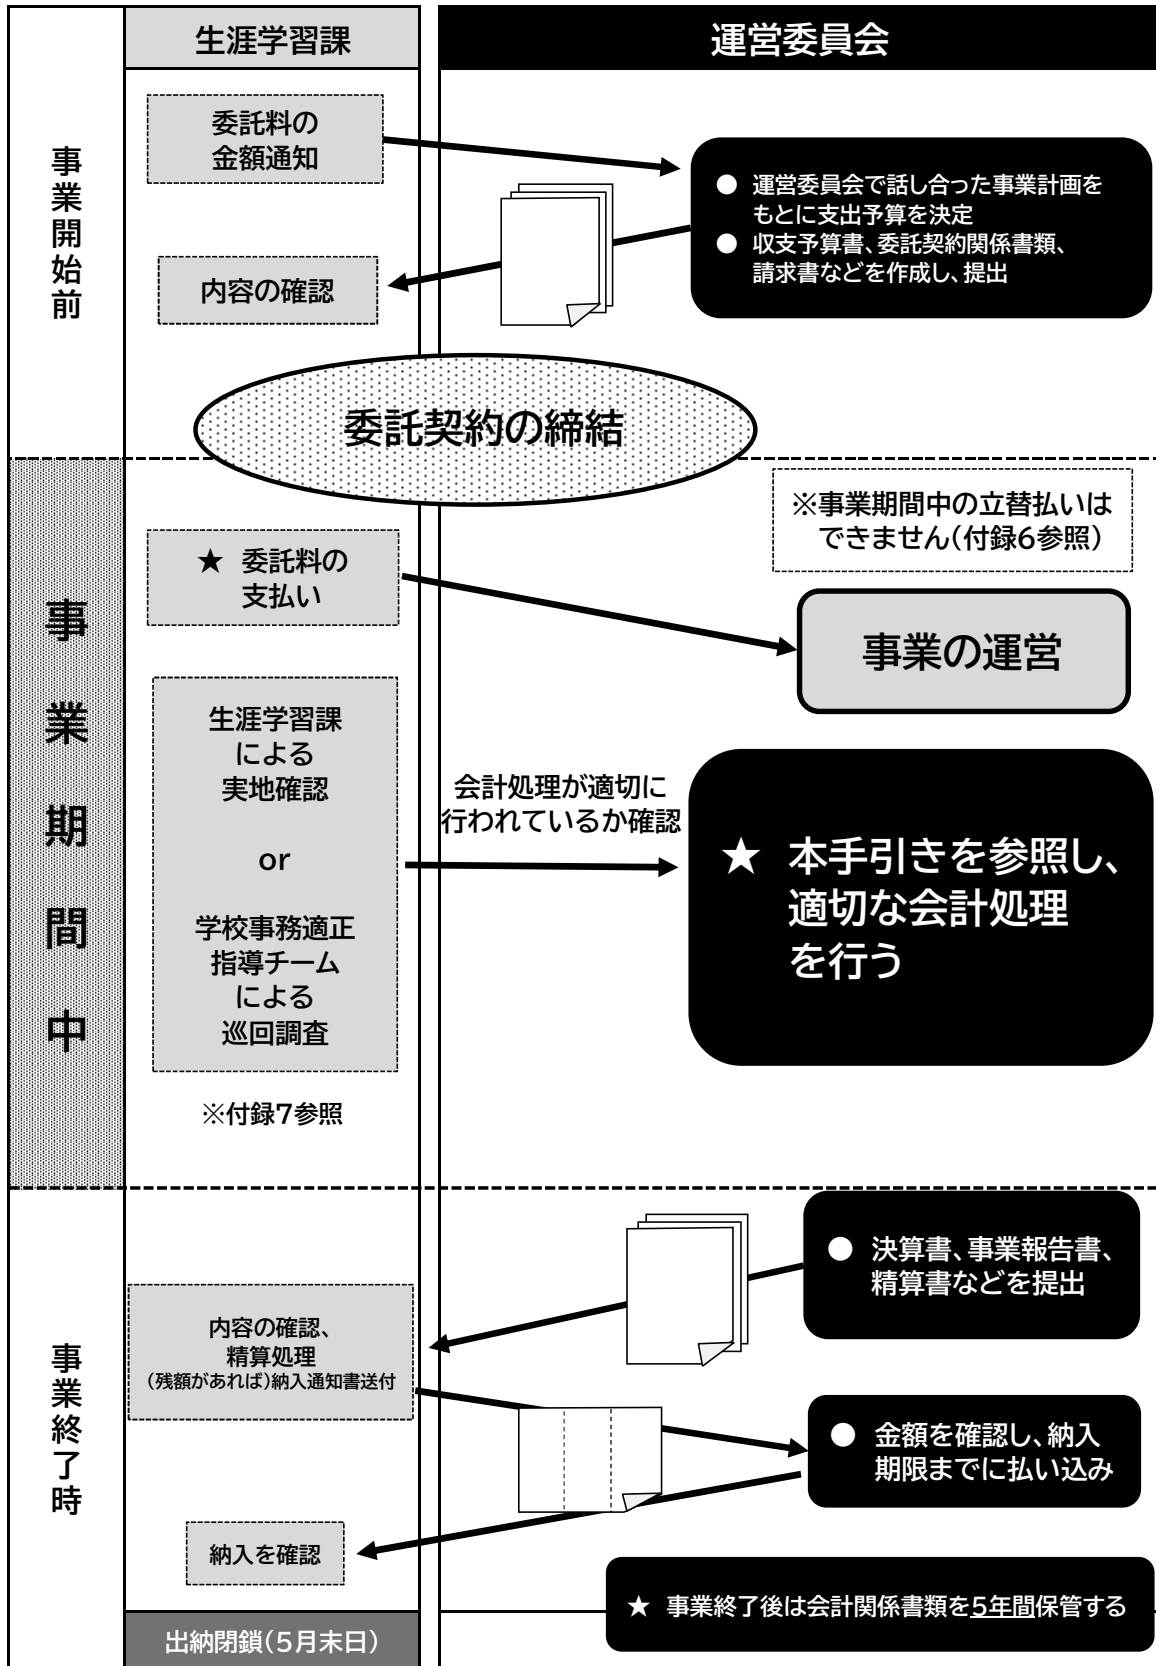 生涯学習課
運営委員会
事業開始前
委託料の
金額通知
● 運営委員会で話し合った事業計画を
もとに支出予算を決定
● 収支予算書、委託契約関係書類、
請求書などを作成し、提出
内容の確認
委託契約の締結
事業期間中
※事業期間中の立替払いは
できません(付録6参照)
★ 委託料の
支払い
事業の運営
生涯学習課
による
実地確認
or
学校事務適正
指導チーム
による
巡回調査
会計処理が適切に
行われているか確認
★ 本手引きを参照し、
適切な会計処理
を行う
※付録7参照
事業終了時
● 決算書、事業報告書、
精算書などを提出
内容の確認、
精算処理
(残額があれば)納入通知書送付
● 金額を確認し、納入
期限までに払い込み
納入を確認
★ 事業終了後は会計関係書類を5年間保管する
出納閉鎖(5月末日)